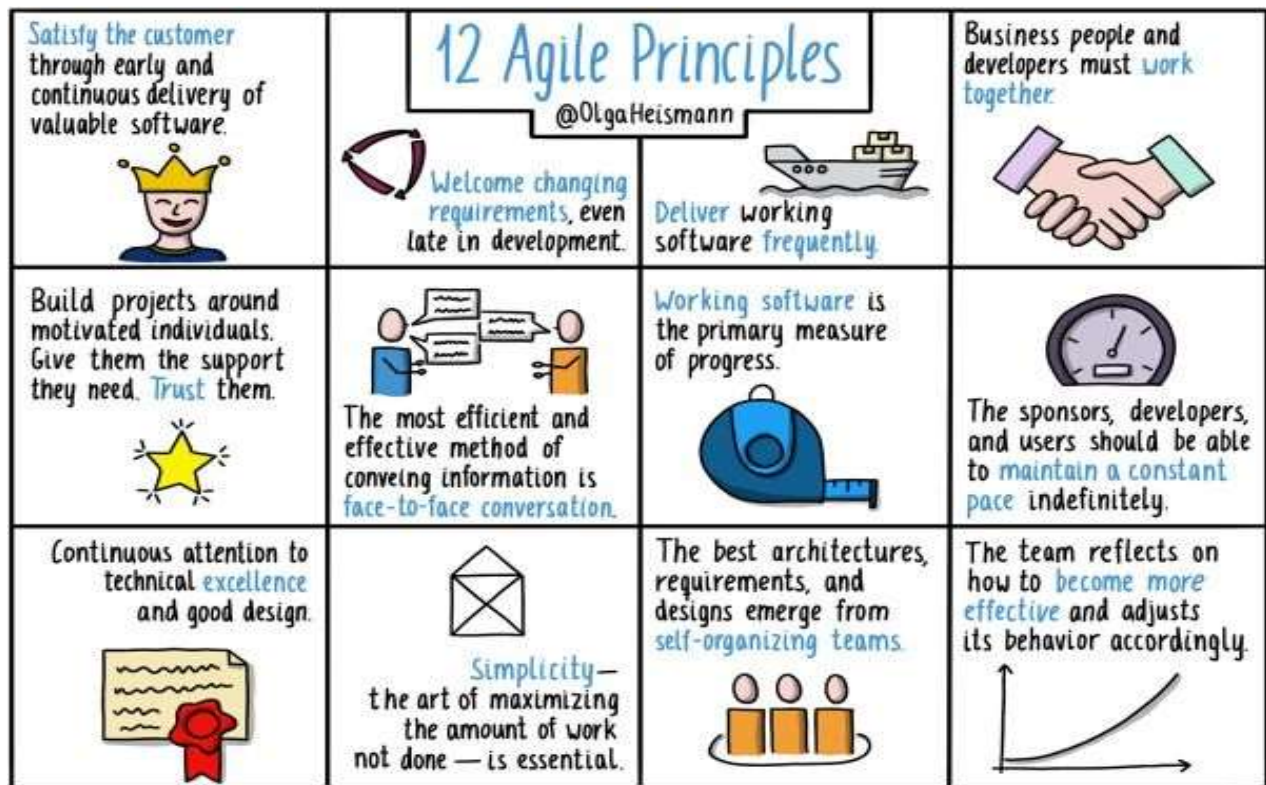 12 Agile Principles
@OlgaHeismann
Satisfy the customer
through early and
continuous delivery of
valuable software.
Welcome changing
requirements, even
late in development.
Deliver working
software frequently.
Business people and
developers must work
together.
Build projects around
motivated individuals.
Give them the support
they need. Trust them.
The most efficient and
effective method of
conveing information is
face-to-face conversation.
Working software is
the primary measure
of progress.
The sponsors, developers,
and users should be able
to maintain a constant
pace indefinitely.
Continuous attention to
technical excellence
and good design.
Simplicity—
the art of maximizing
the amount of work
not done — is essential.
The best architectures,
requirements, and
designs emerge from
self-organizing teams.
The team reflects on
how to become more
effective and adjusts
its behavior accordingly.